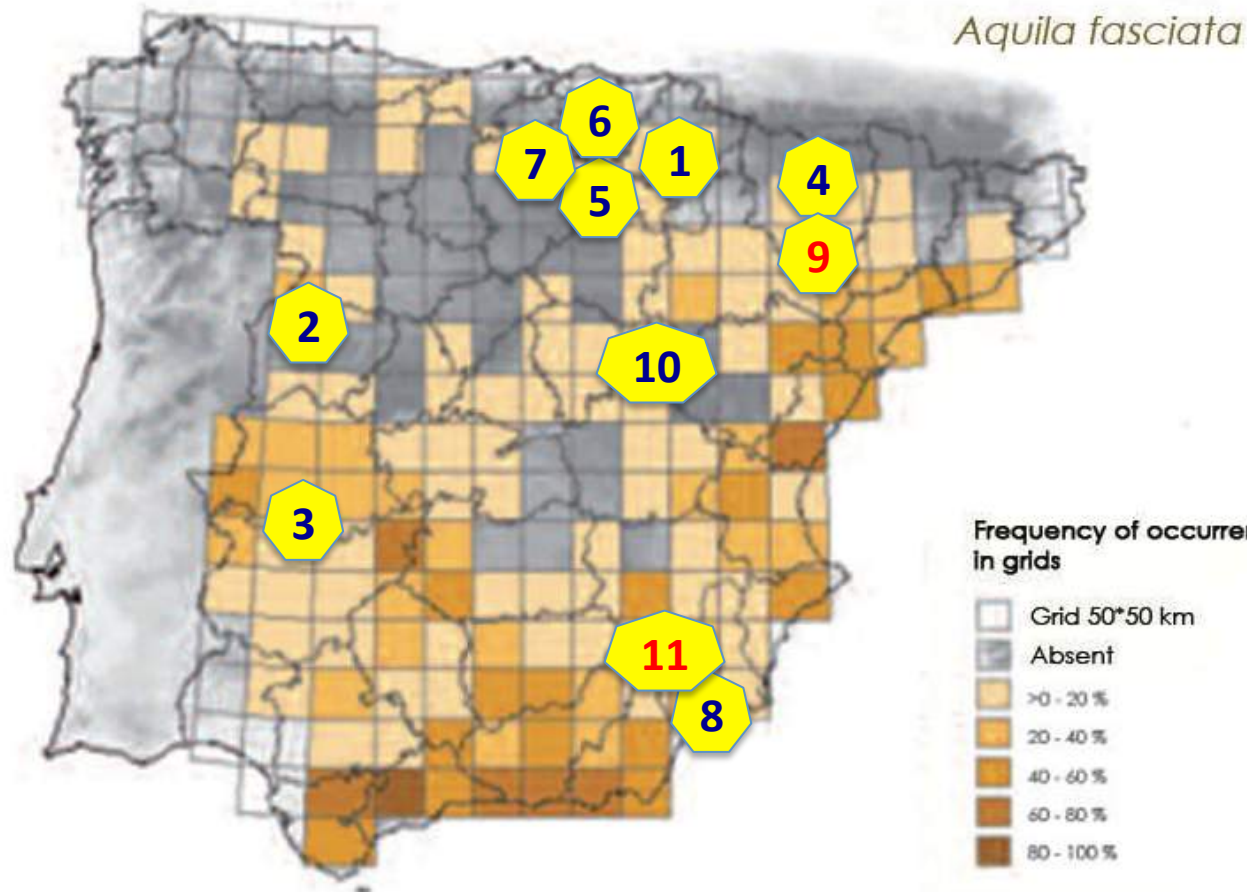 Aquila fasciata
6
7
1
4
5
9
2
10
3
11
8
Frequency of occurrer
in grids
Grid 50*50 km
Absent
>0 - 20 %
20 - 40 %
40 - 60 %
60 - 80 %
80 - 100 %